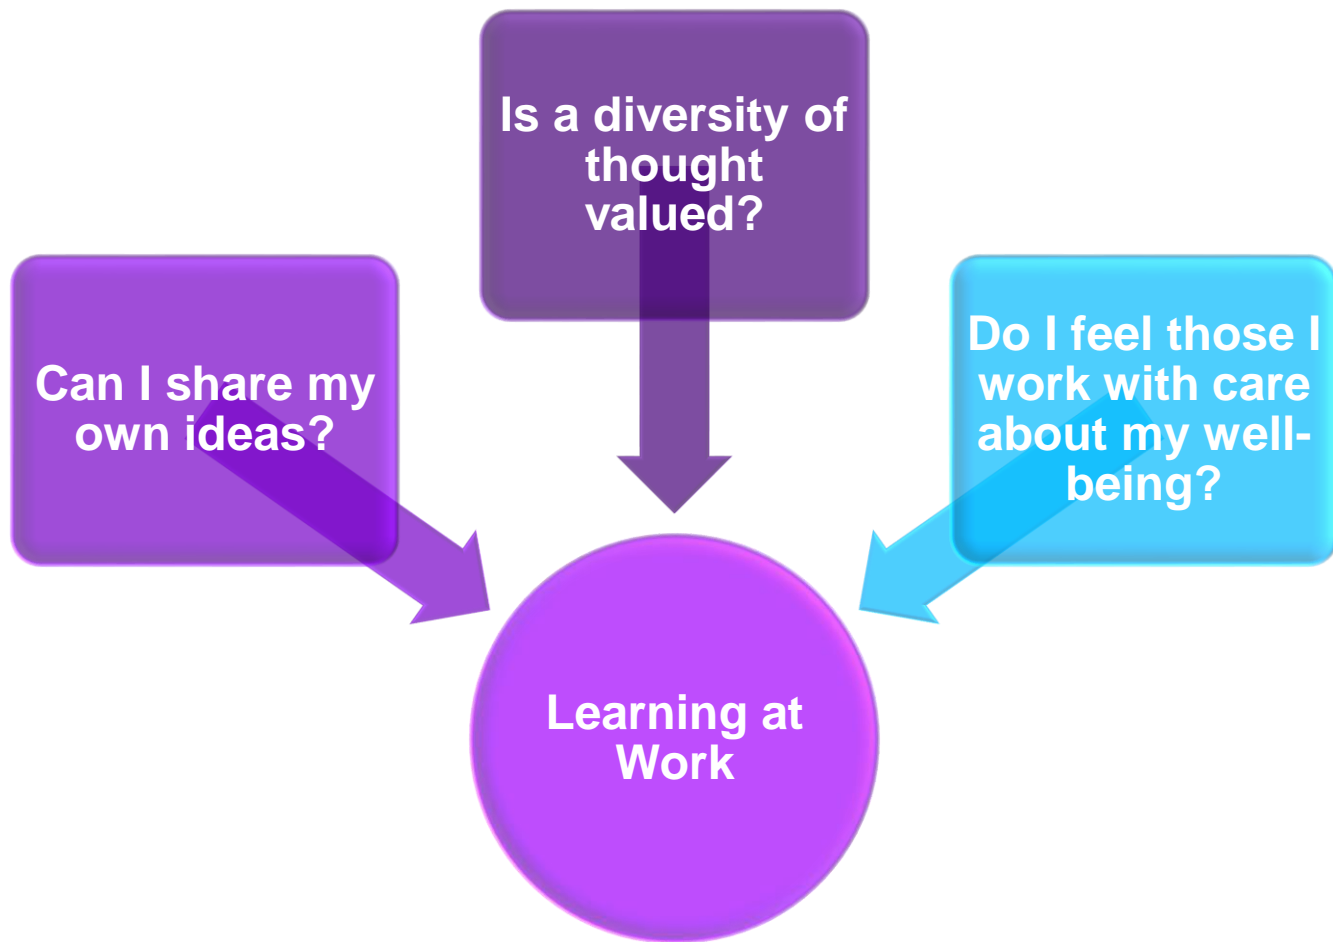 Is a diversity of
thought
valued?
Can I share my
own ideas?
Do I feel those I
work with care
about my well-
being?
Learning at
Work